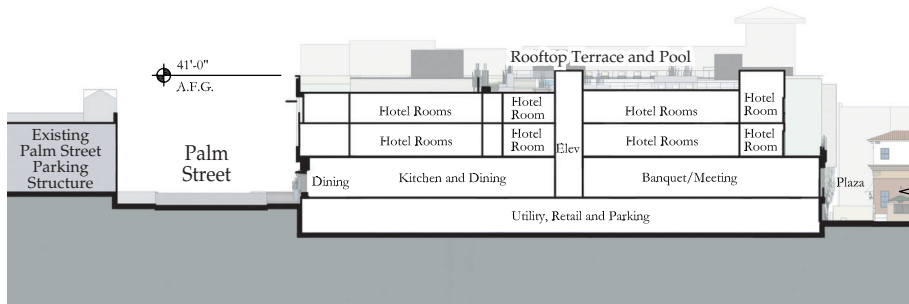 Rooftop Terrace and Pool
41'-0"
A.F.G.
Hotel Rooms
Hotel
Room
Hotel Rooms
Hotel
Room
Existing
Palm Street
Parking
Structure
Palm
Street
Hotel Rooms
Hotel
Room
Elev
Hotel Rooms
Hotel
Room
Dining
Kitchen and Dining
Banquet/Meeting
Plaza
Utility, Retail and Parking